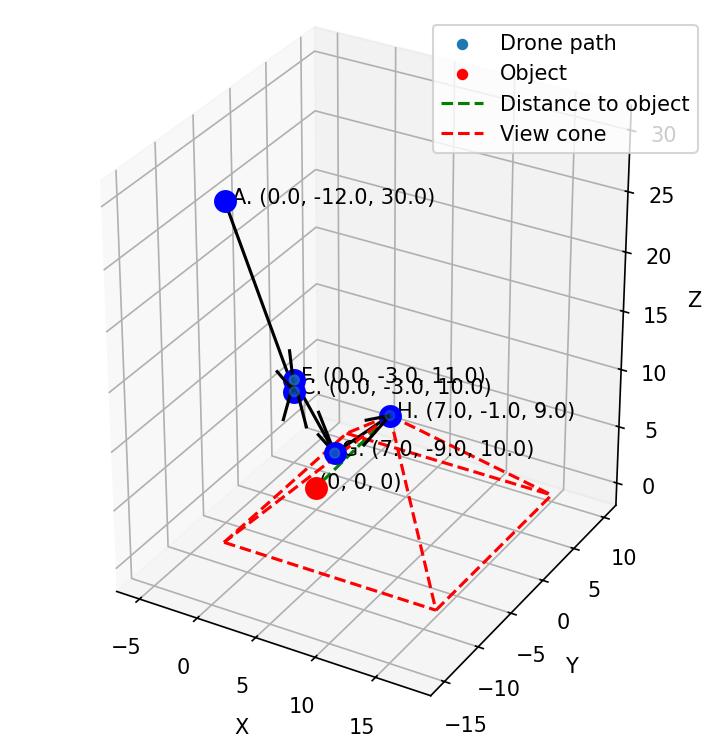 Drone path
Object
Distance to object
View cone
30
A. (0.0, -12.0, 30.0)
25
20
Z
15
(0.0, -3.0, 11.0)
10
C. (0.0, -3.0, 10.0)
H. (7.0, -1.0, 9.0)
5
(7.0, -9.0, 10.0)
(0, 0, 0)
0
10
5
0
−5
−10
−15
Y
−5
0
5
10
15
X